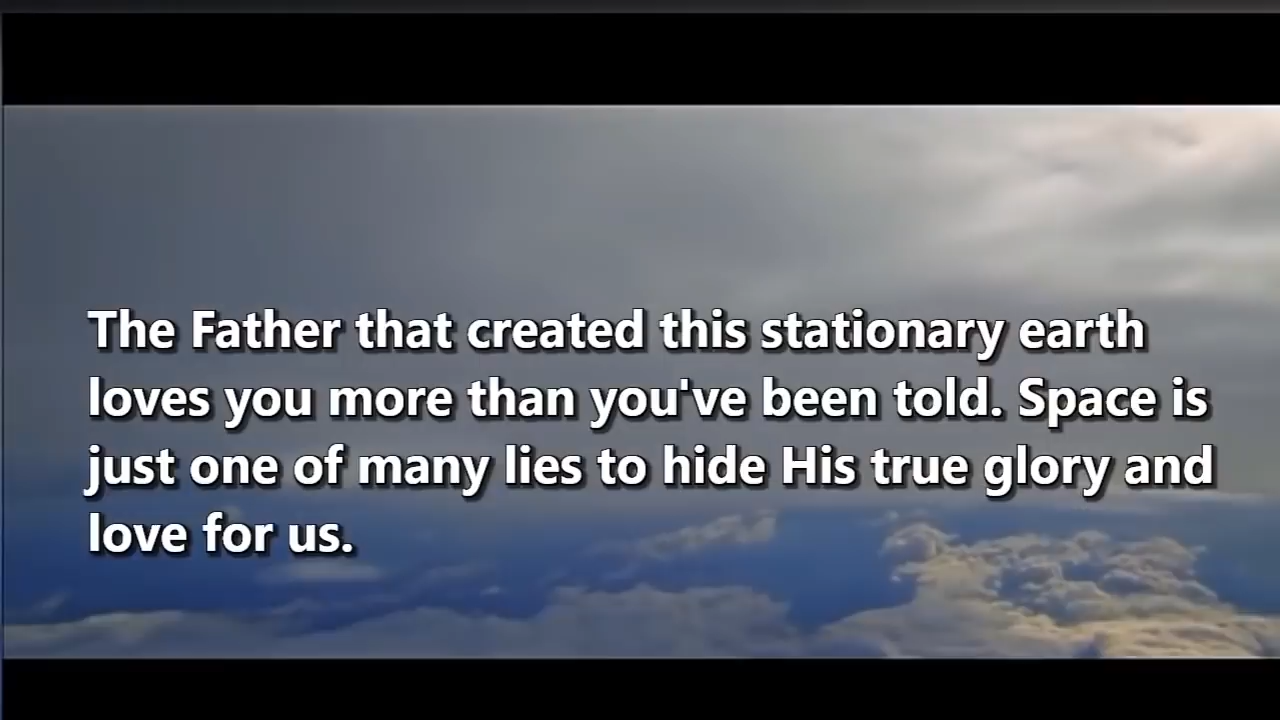 The Father that created this stationary earth
loves you more than you've been told. Space is
just one of many lies to hide His true glory and
love for us.